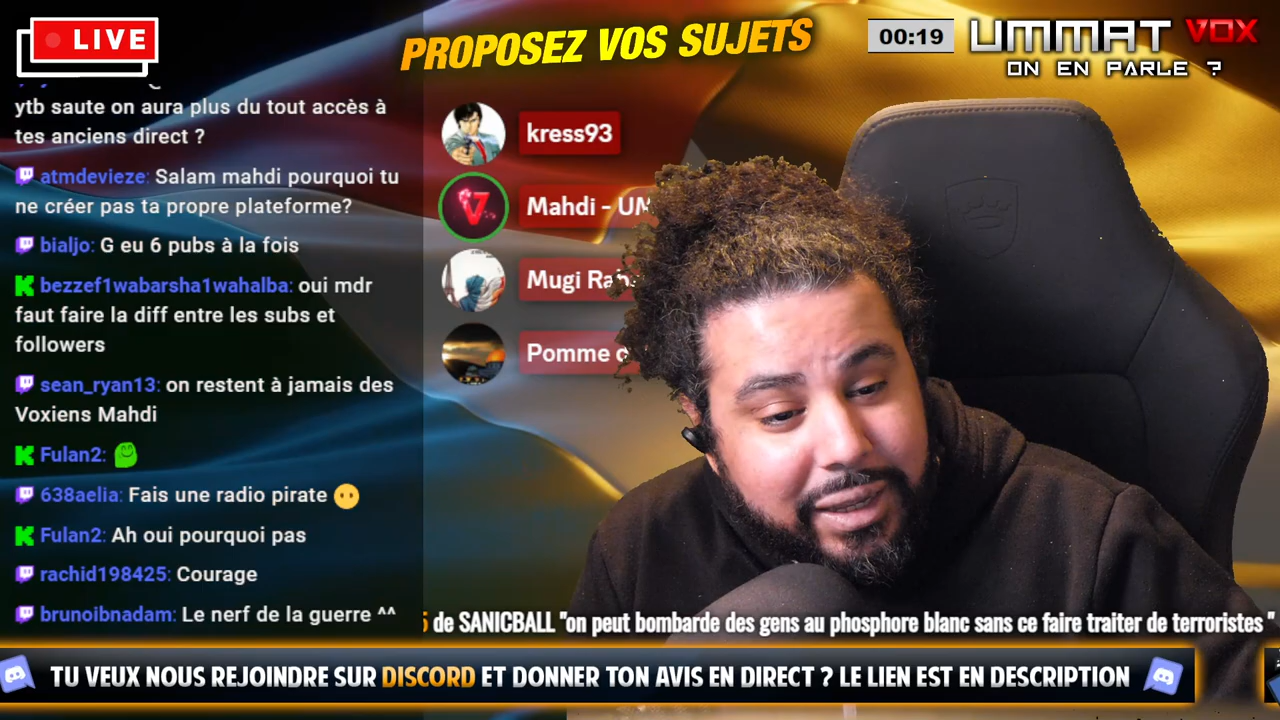 LIVE
PROPOSEZ VOS SUJETS
00:19
UMMAT VOX
ON EN PARLE ?
ytb saute on aura plus du tout accès à
tes anciens direct ?
atmdevieze: Salam mahdi pourquoi tu
ne créer pas ta propre plateforme?
bialjo: G eu 6 pubs à la fois
bezzef1wabarsha1wahalba: oui mdr
faut faire la diff entre les subs et
followers
sean_ryan13: on restent à jamais des
Voxiens Mahdi
Fulan2:
638aelia: Fais une radio pirate
Fulan2: Ah oui pourquoi pas
rachid198425: Courage
brunoibnadam: Le nerf de la guerre ^^
kress93
Mahdi - UM
Mugi
Pomme
de SANICBALL "on peut bombarde des gens au phosphore blanc sans ce faire traiter de terroristes "
TU VEUX NOUS REJOINDRE SUR DISCORD ET DONNER TON AVIS EN DIRECT ? LE LIEN EST EN DESCRIPTION